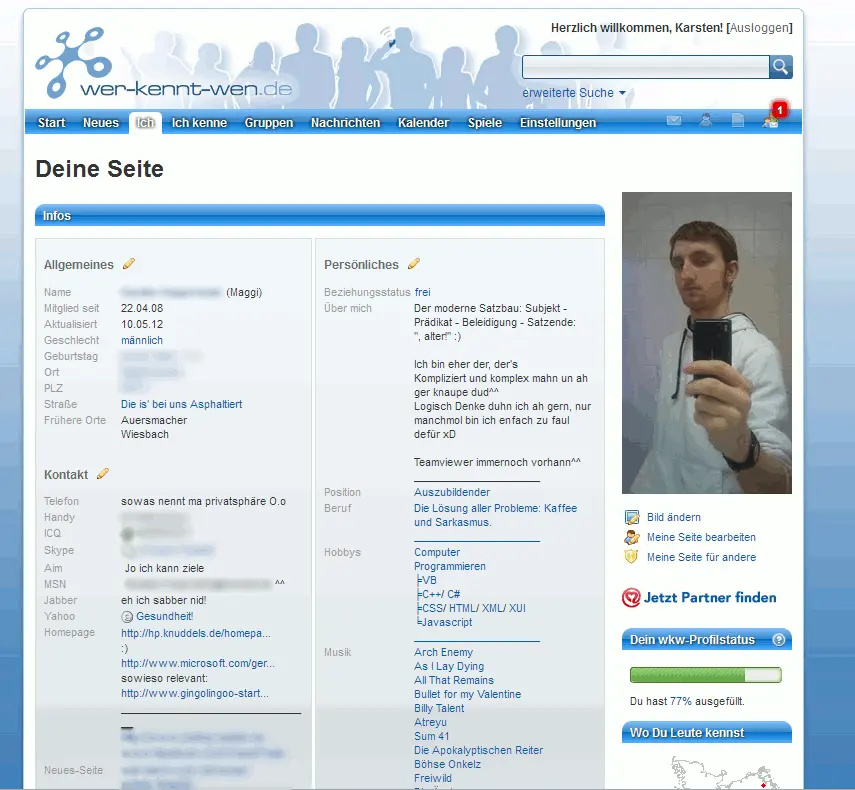 Herzlich willkommen, Karsten! [Ausloggen]
wer-kennt-wen.de
erweiterte Suche
Start Neues Ich Ich kenne Gruppen Nachrichten Kalender Spiele Einstellungen
1
Deine Seite
Infos
Allgemeines
Name (Maggi)
Mitglied seit 22.04.08
Aktualisiert 10.05.12
Geschlecht männlich
Geburtstag
Ort
PLZ
Straße Die is' bei uns Asphaltiert
Frühere Orte Auersmacher
Wiesbach
Kontakt
Telefon sowas nennt ma privatsphäre O.o
Handy
ICQ
Skype
Aim Jo ich kann ziele
MSN ^^
Jabber eh ich sabber nid!
Yahoo Gesundheit!
Homepage http://hp.knuddels.de/homepa...
:)
http://www.microsoft.com/ger...
sowieso relevant:
http://www.gingolingoo-start...
Neues-Seite
Persönliches
Beziehungsstatus frei
Über mich Der moderne Satzbau: Subjekt -
Prädikat - Beleidigung - Satzende:
", alter!" :)
Ich bin eher der, der's
Kompliziert und komplex mahn un ah
ger knaupe dud^^
Logisch Denke duhn ich ah gern, nur
manchmol bin ich enfach zu faul
defür xD
Teamviewer immernoch vorhann^^
Position Auszubildender
Beruf Die Lösung aller Probleme: Kaffee
und Sarkasmus.
Hobbys Computer
Programmieren
╞VB
╞C++/ C#
╞CSS/ HTML/ XML/ XUI
╘Javascript
Musik Arch Enemy
As I Lay Dying
All That Remains
Bullet for my Valentine
Billy Talent
Atreyu
Sum 41
Die Apokalyptischen Reiter
Böhse Onkelz
Freiwild
Bild ändern
Meine Seite bearbeiten
Meine Seite für andere
Jetzt Partner finden
Dein wkw-Profilstatus
Du hast 77% ausgefüllt.
Wo Du Leute kennst